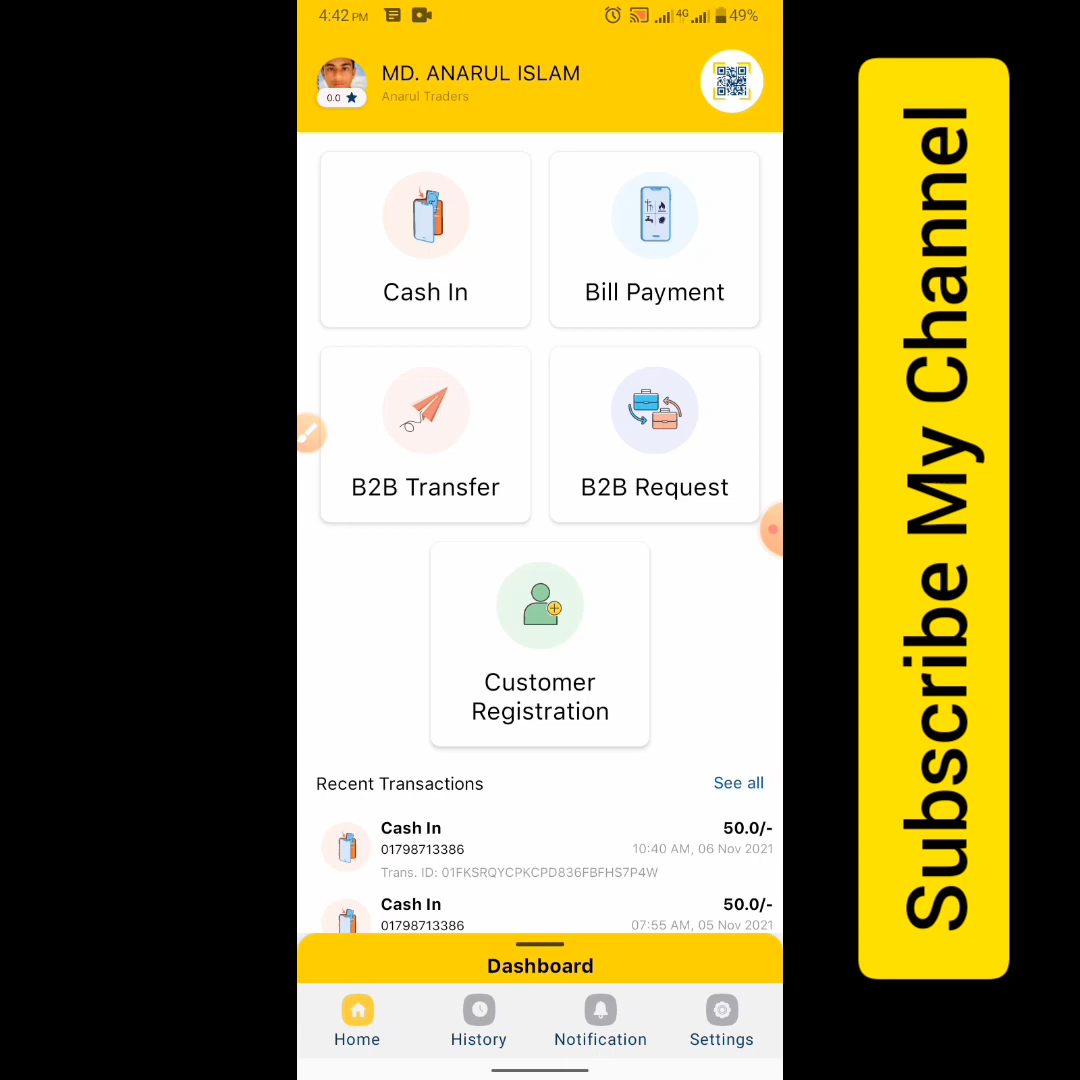 4:42 PM
4G
49%
MD. ANARUL ISLAM
Anarul Traders
0.0
Cash In
Bill Payment
B2B Transfer
B2B Request
Customer
Registration
Recent Transactions
See all
Cash In
50.0/-
01798713386
10:40 AM, 06 Nov 2021
Trans. ID: 01FKSRQYCPKCPD836FBFHS7P4W
Cash In
50.0/-
01798713386
07:55 AM, 05 Nov 2021
Dashboard
Home
History
Notification
Settings
Subscribe My Channel